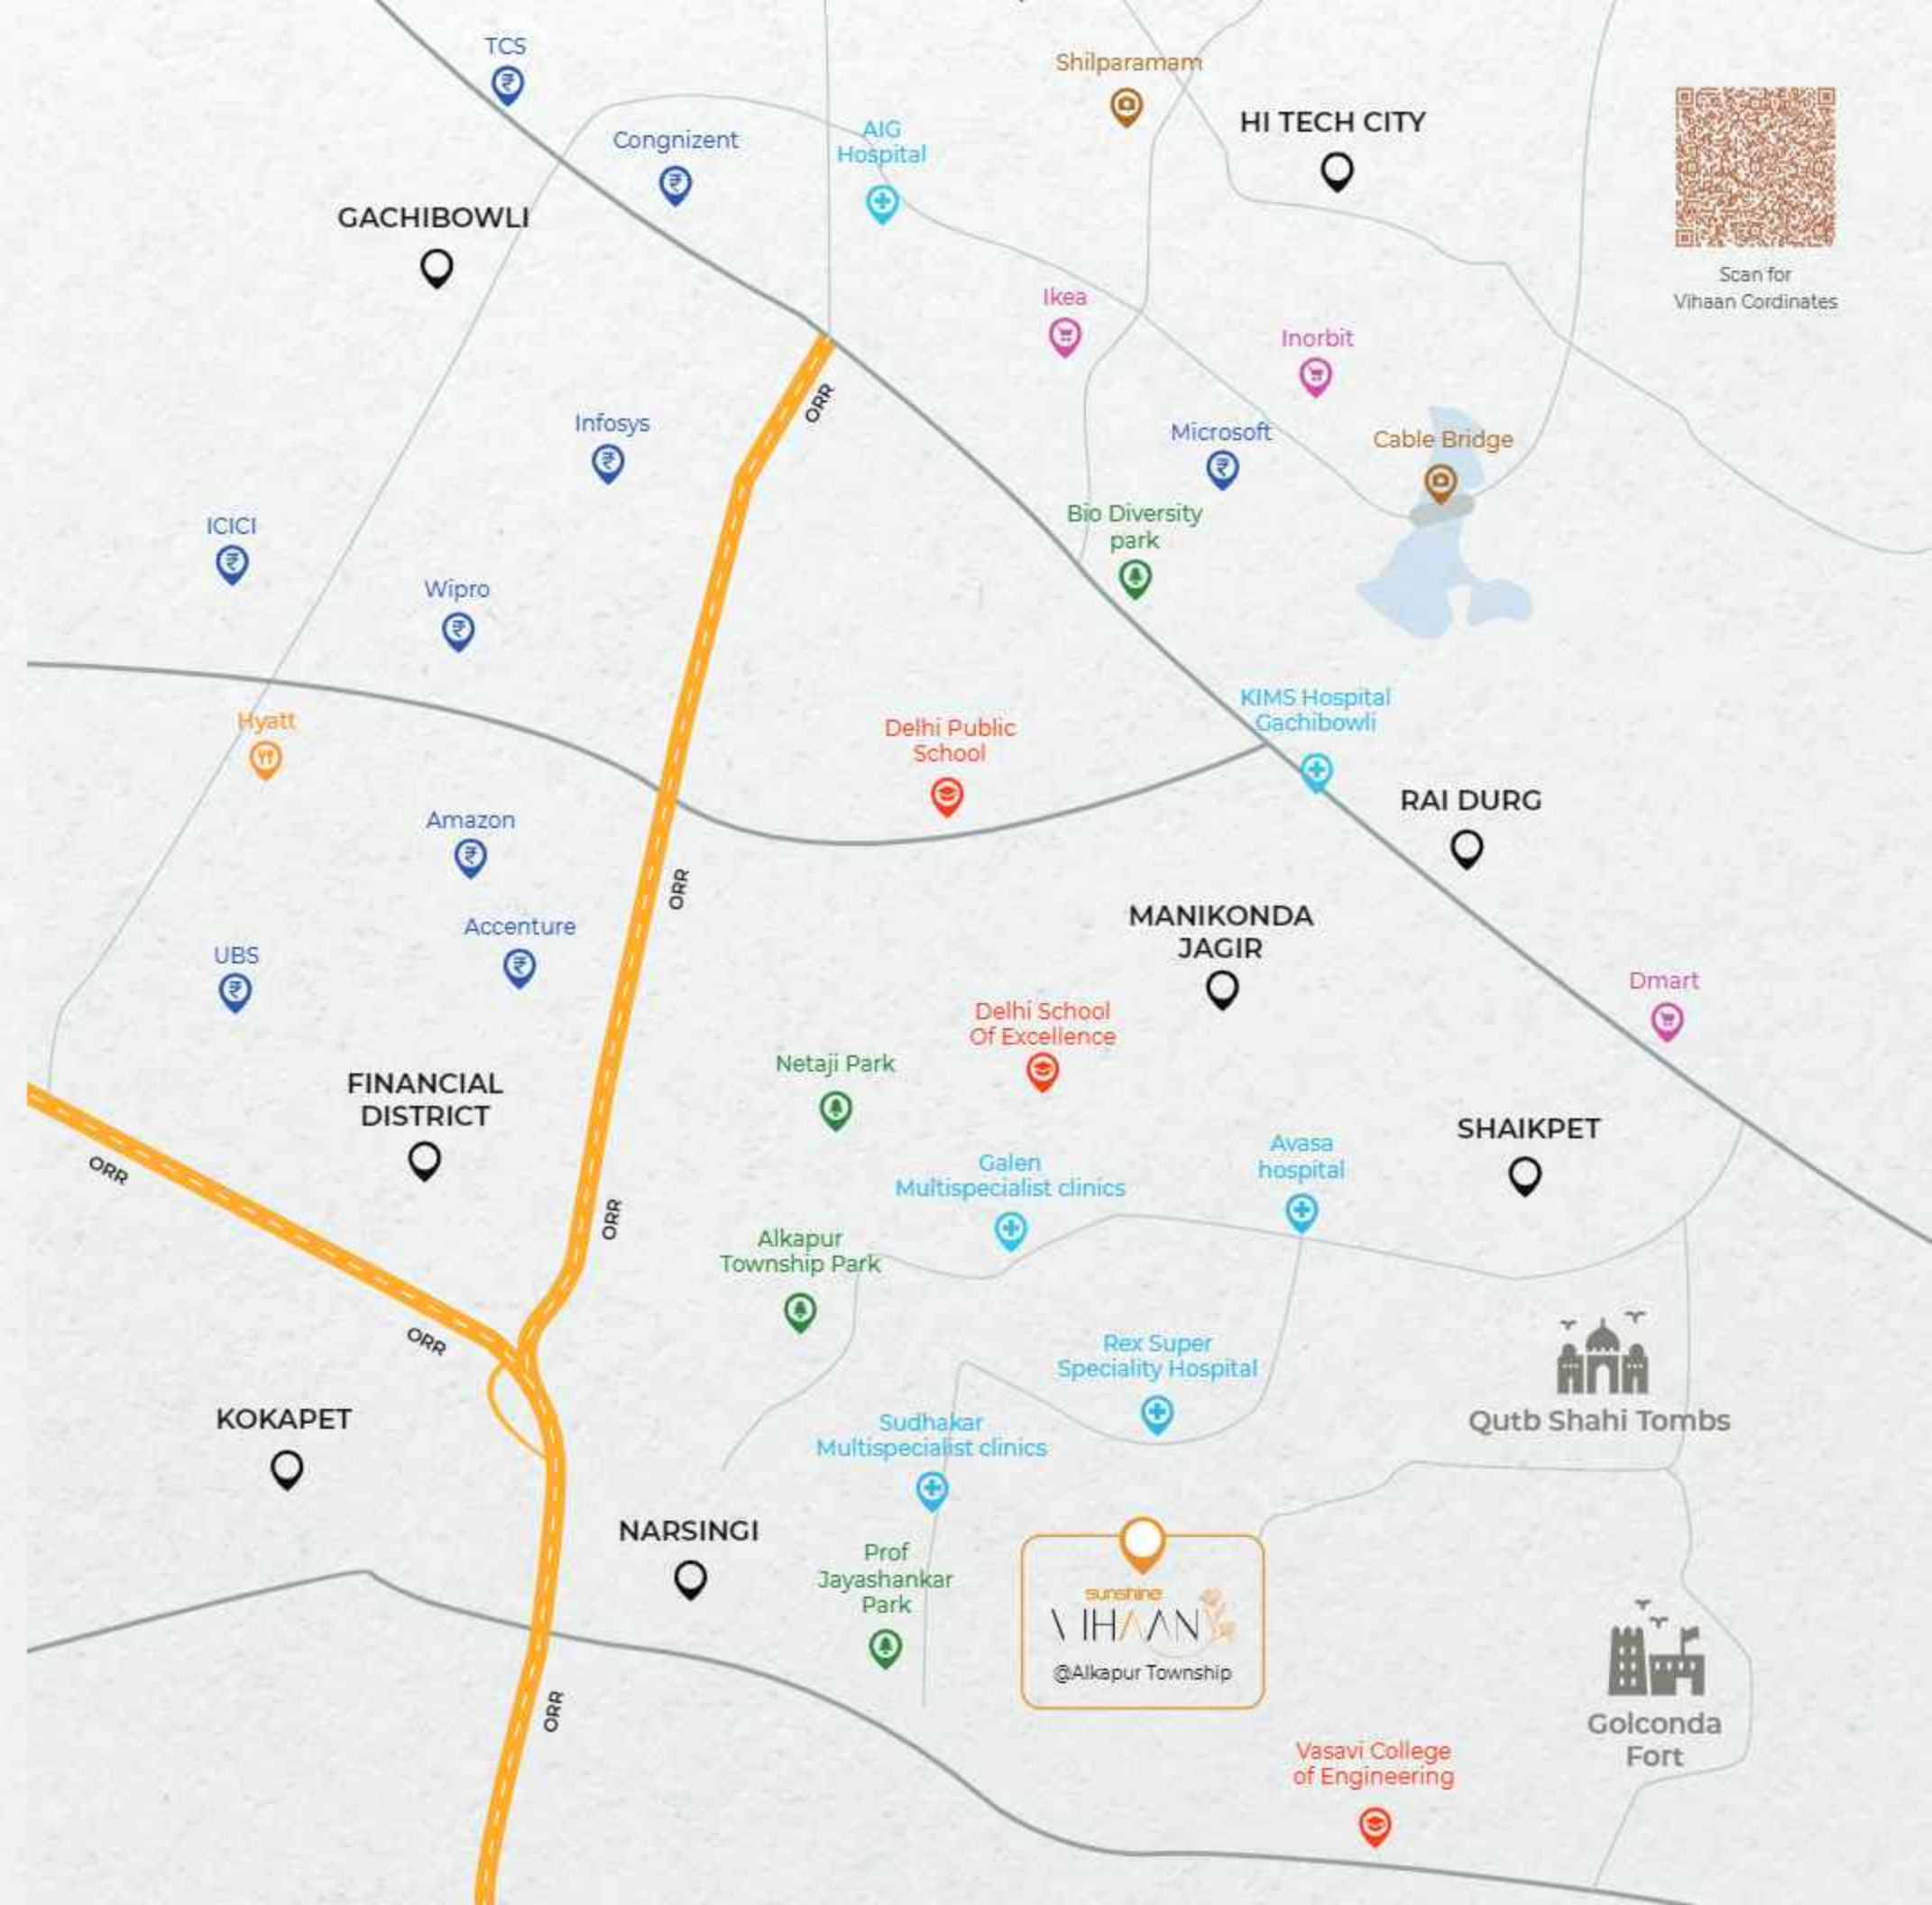 TCS
Shilparamam
HI TECH CITY
Congnizent
AIG
Hospital
GACHIBOWLI
Scan for
Vihaan Cordinates
Ikea
Inorbit
ORR
Infosys
Microsoft
Cable Bridge
ICICI
Bio Diversity
park
Wipro
Hyatt
Delhi Public
School
KIMS Hospital
Gachibowli
RAI DURG
Amazon
ORR
Accenture
UBS
MANIKONDA
JAGIR
Dmart
Delhi School
Of Excellence
Netaji Park
FINANCIAL
DISTRICT
SHAIKPET
ORR
Galen
Multispecialist clinics
Avasa
hospital
ORR
Alkapur
Township Park
ORR
Rex Super
Speciality Hospital
KOKAPET
Sudhakar
Multispecialist clinics
Qutb Shahi Tombs
NARSINGI
Prof
Jayashankar
Park
sunshine
VIHAAN
@Alkapur Township
ORR
Golconda
Fort
Vasavi College
of Engineering